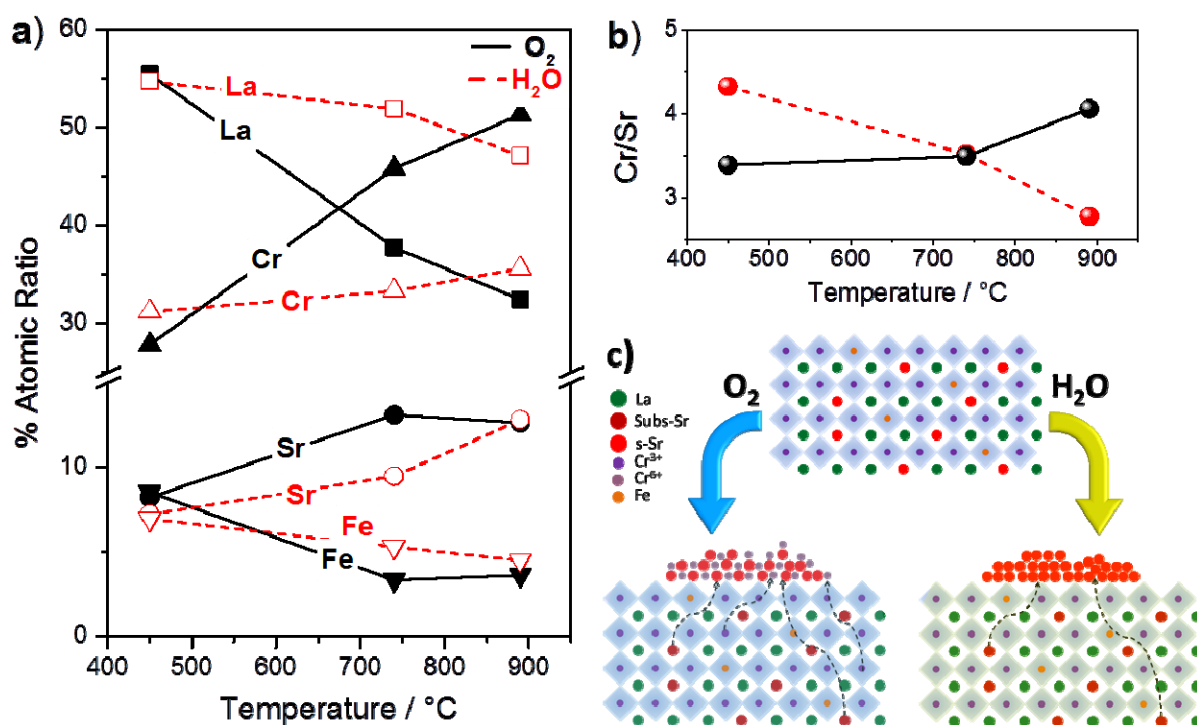 a)
O2
H2O
La
La
Cr
Cr
Sr
Sr
Fe
Fe
60
50
40
30
10
0
% Atomic Ratio
400 500 600 700 800 900
Temperature / °C
b)
5
4
3
Cr/Sr
400 500 600 700 800 900
Temperature / °C
c)
O2
H2O
La
Subs-Sr
s-Sr
Cr3+
Cr6+
Fe